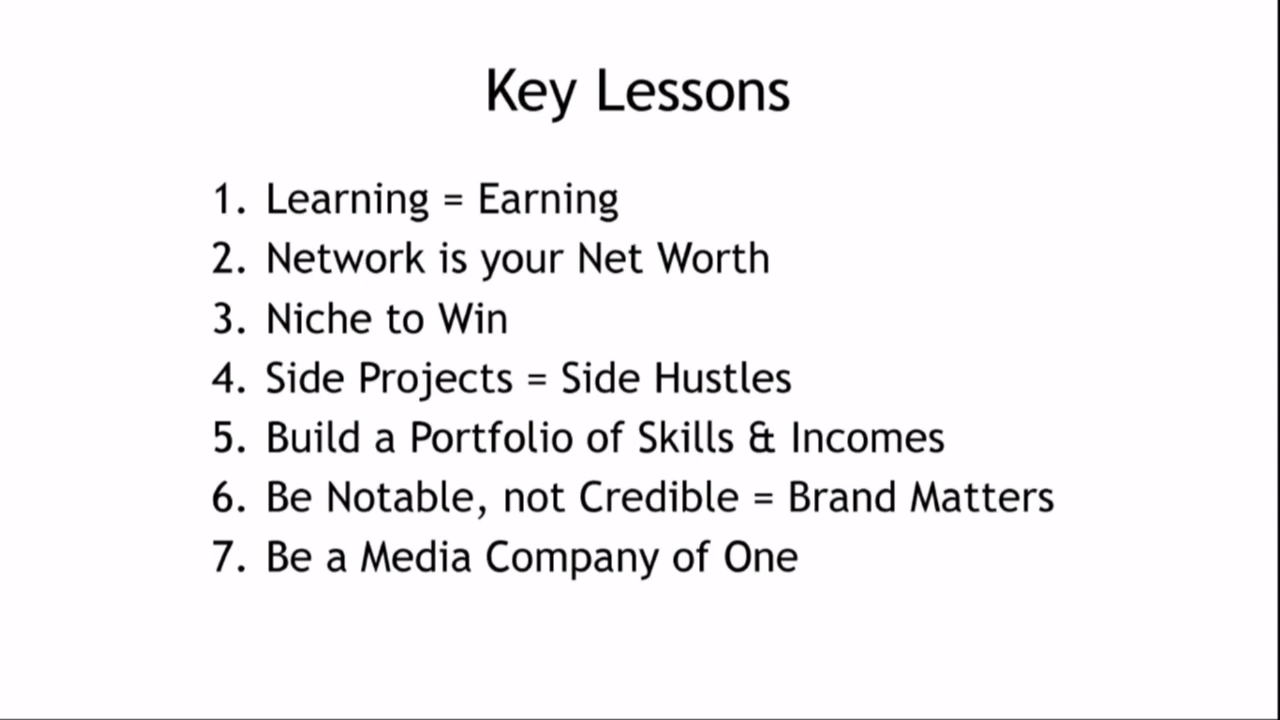 Key Lessons
1. Learning = Earning
2. Network is your Net Worth
3. Niche to Win
4. Side Projects = Side Hustles
5. Build a Portfolio of Skills & Incomes
6. Be Notable, not Credible = Brand Matters
7. Be a Media Company of One